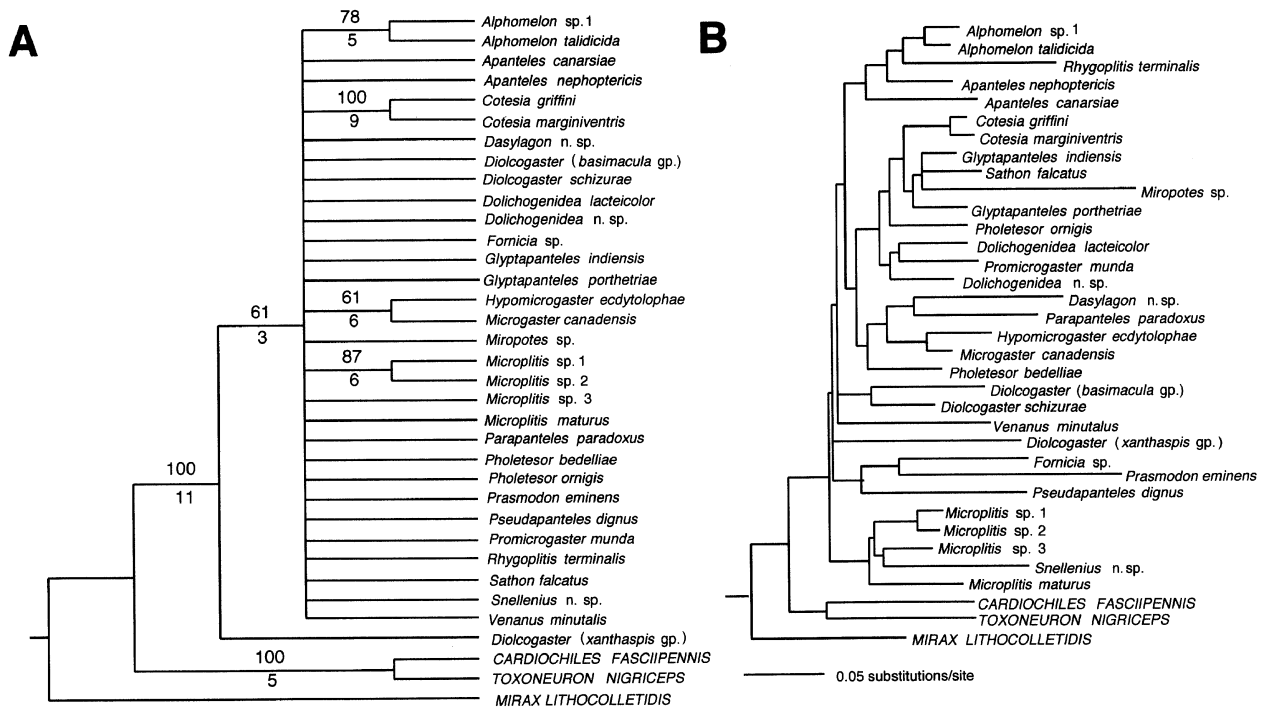 A
78
5
Alphomelon sp. 1
Alphomelon talidicida
Apanteles canarsiae
Apanteles nephoptericis
100
9
Cotesia griffini
Cotesia marginiventris
Dasylagon n. sp.
Diolcogaster (basimacula gp.)
Diolcogaster schizurae
Dolichogenidea lacteicolor
Dolichogenidea n. sp.
Fornicia sp.
Glyptapanteles indiensis
Glyptapanteles porthetriae
61
6
Hypomicrogaster ecdytolophae
Microgaster canadensis
61
3
Miropotes sp.
87
6
Microplitis sp. 1
Microplitis sp. 2
Microplitis sp. 3
Microplitis maturus
Parapanteles paradoxus
Pholetesor bedelliae
100
11
Pholetesor ornigis
Prasmodon eminens
Pseudapanteles dignus
Promicrogaster munda
Rhygoplitis terminalis
Sathon falcatus
Snellenius n. sp.
Venanus minutalis
Diolcogaster (xanthaspis gp.)
100
5
CARDIOCHILES FASCIIPENNIS
TOXONEURON NIGRICEPS
MIRAX LITHOCOLLETIDIS
B
Alphomelon sp. 1
Alphomelon talidicida
Rhygoplitis terminalis
Apanteles nephoptericis
Apanteles canarsiae
Cotesia griffini
Cotesia marginiventris
Glyptapanteles indiensis
Sathon falcatus
Miropotes sp.
Glyptapanteles porthetriae
Pholetesor ornigis
Dolichogenidea lacteicolor
Promicrogaster munda
Dolichogenidea n. sp.
Dasylagon n. sp.
Parapanteles paradoxus
Hypomicrogaster ecdytolophae
Microgaster canadensis
Pholetesor bedelliae
Diolcogaster (basimacula gp.)
Diolcogaster schizurae
Venanus minutalus
Diolcogaster (xanthaspis gp.)
Fornicia sp.
Prasmodon eminens
Pseudapanteles dignus
Microplitis sp. 1
Microplitis sp. 2
Microplitis sp. 3
Snellenius n. sp.
Microplitis maturus
CARDIOCHILES FASCIIPENNIS
TOXONEURON NIGRICEPS
MIRAX LITHOCOLLETIDIS
0.05 substitutions/site